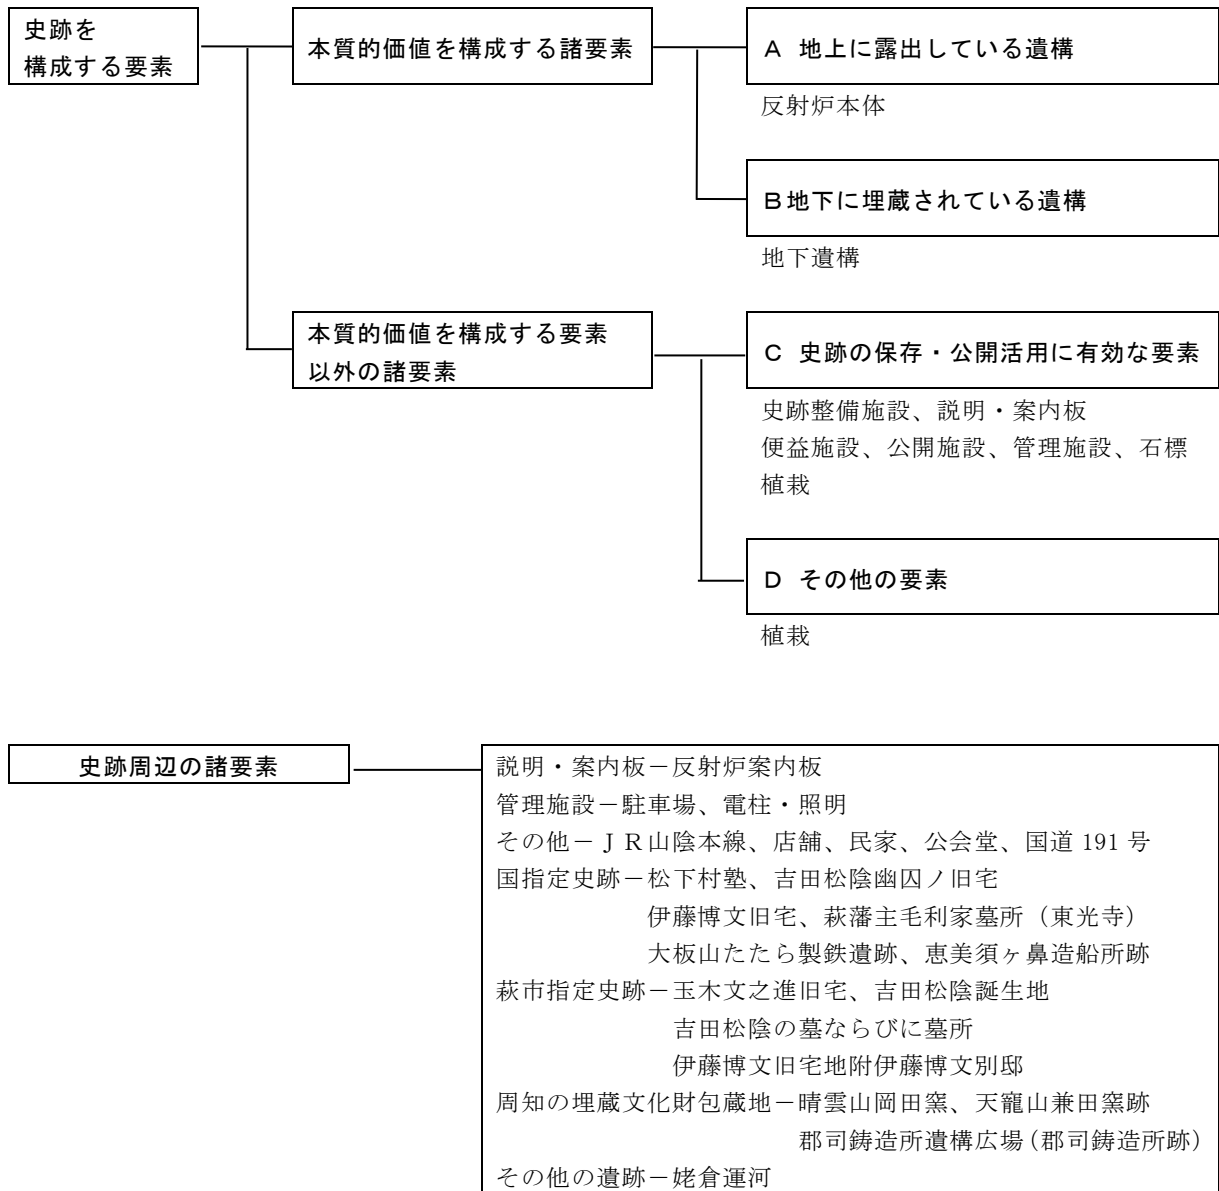 史跡を
構成する要素
本質的価値を構成する諸要素
A 地上に露出している遺構
反射炉本体
B地下に埋蔵されている遺構
地下遺構
本質的価値を構成する要素
以外の諸要素
C 史跡の保存・公開活用に有効な要素
史跡整備施設、説明・案内板
便益施設、公開施設、管理施設、石標
植栽
D その他の要素
植栽
史跡周辺の諸要素
説明・案内板－反射炉案内板
管理施設－駐車場、電柱・照明
その他－ＪＲ山陰本線、店舗、民家、公会堂、国道 191 号
国指定史跡－松下村塾、吉田松陰幽囚ノ旧宅
伊藤博文旧宅、萩藩主毛利家墓所（東光寺）
大板山たたら製鉄遺跡、恵美須ヶ鼻造船所跡
萩市指定史跡－玉木文之進旧宅、吉田松陰誕生地
吉田松陰の墓ならびに墓所
伊藤博文旧宅地附伊藤博文別邸
周知の埋蔵文化財包蔵地－晴雲山岡田窯、天寵山兼田窯跡
郡司鋳造所遺構広場（郡司鋳造所跡）
その他の遺跡－姥倉運河